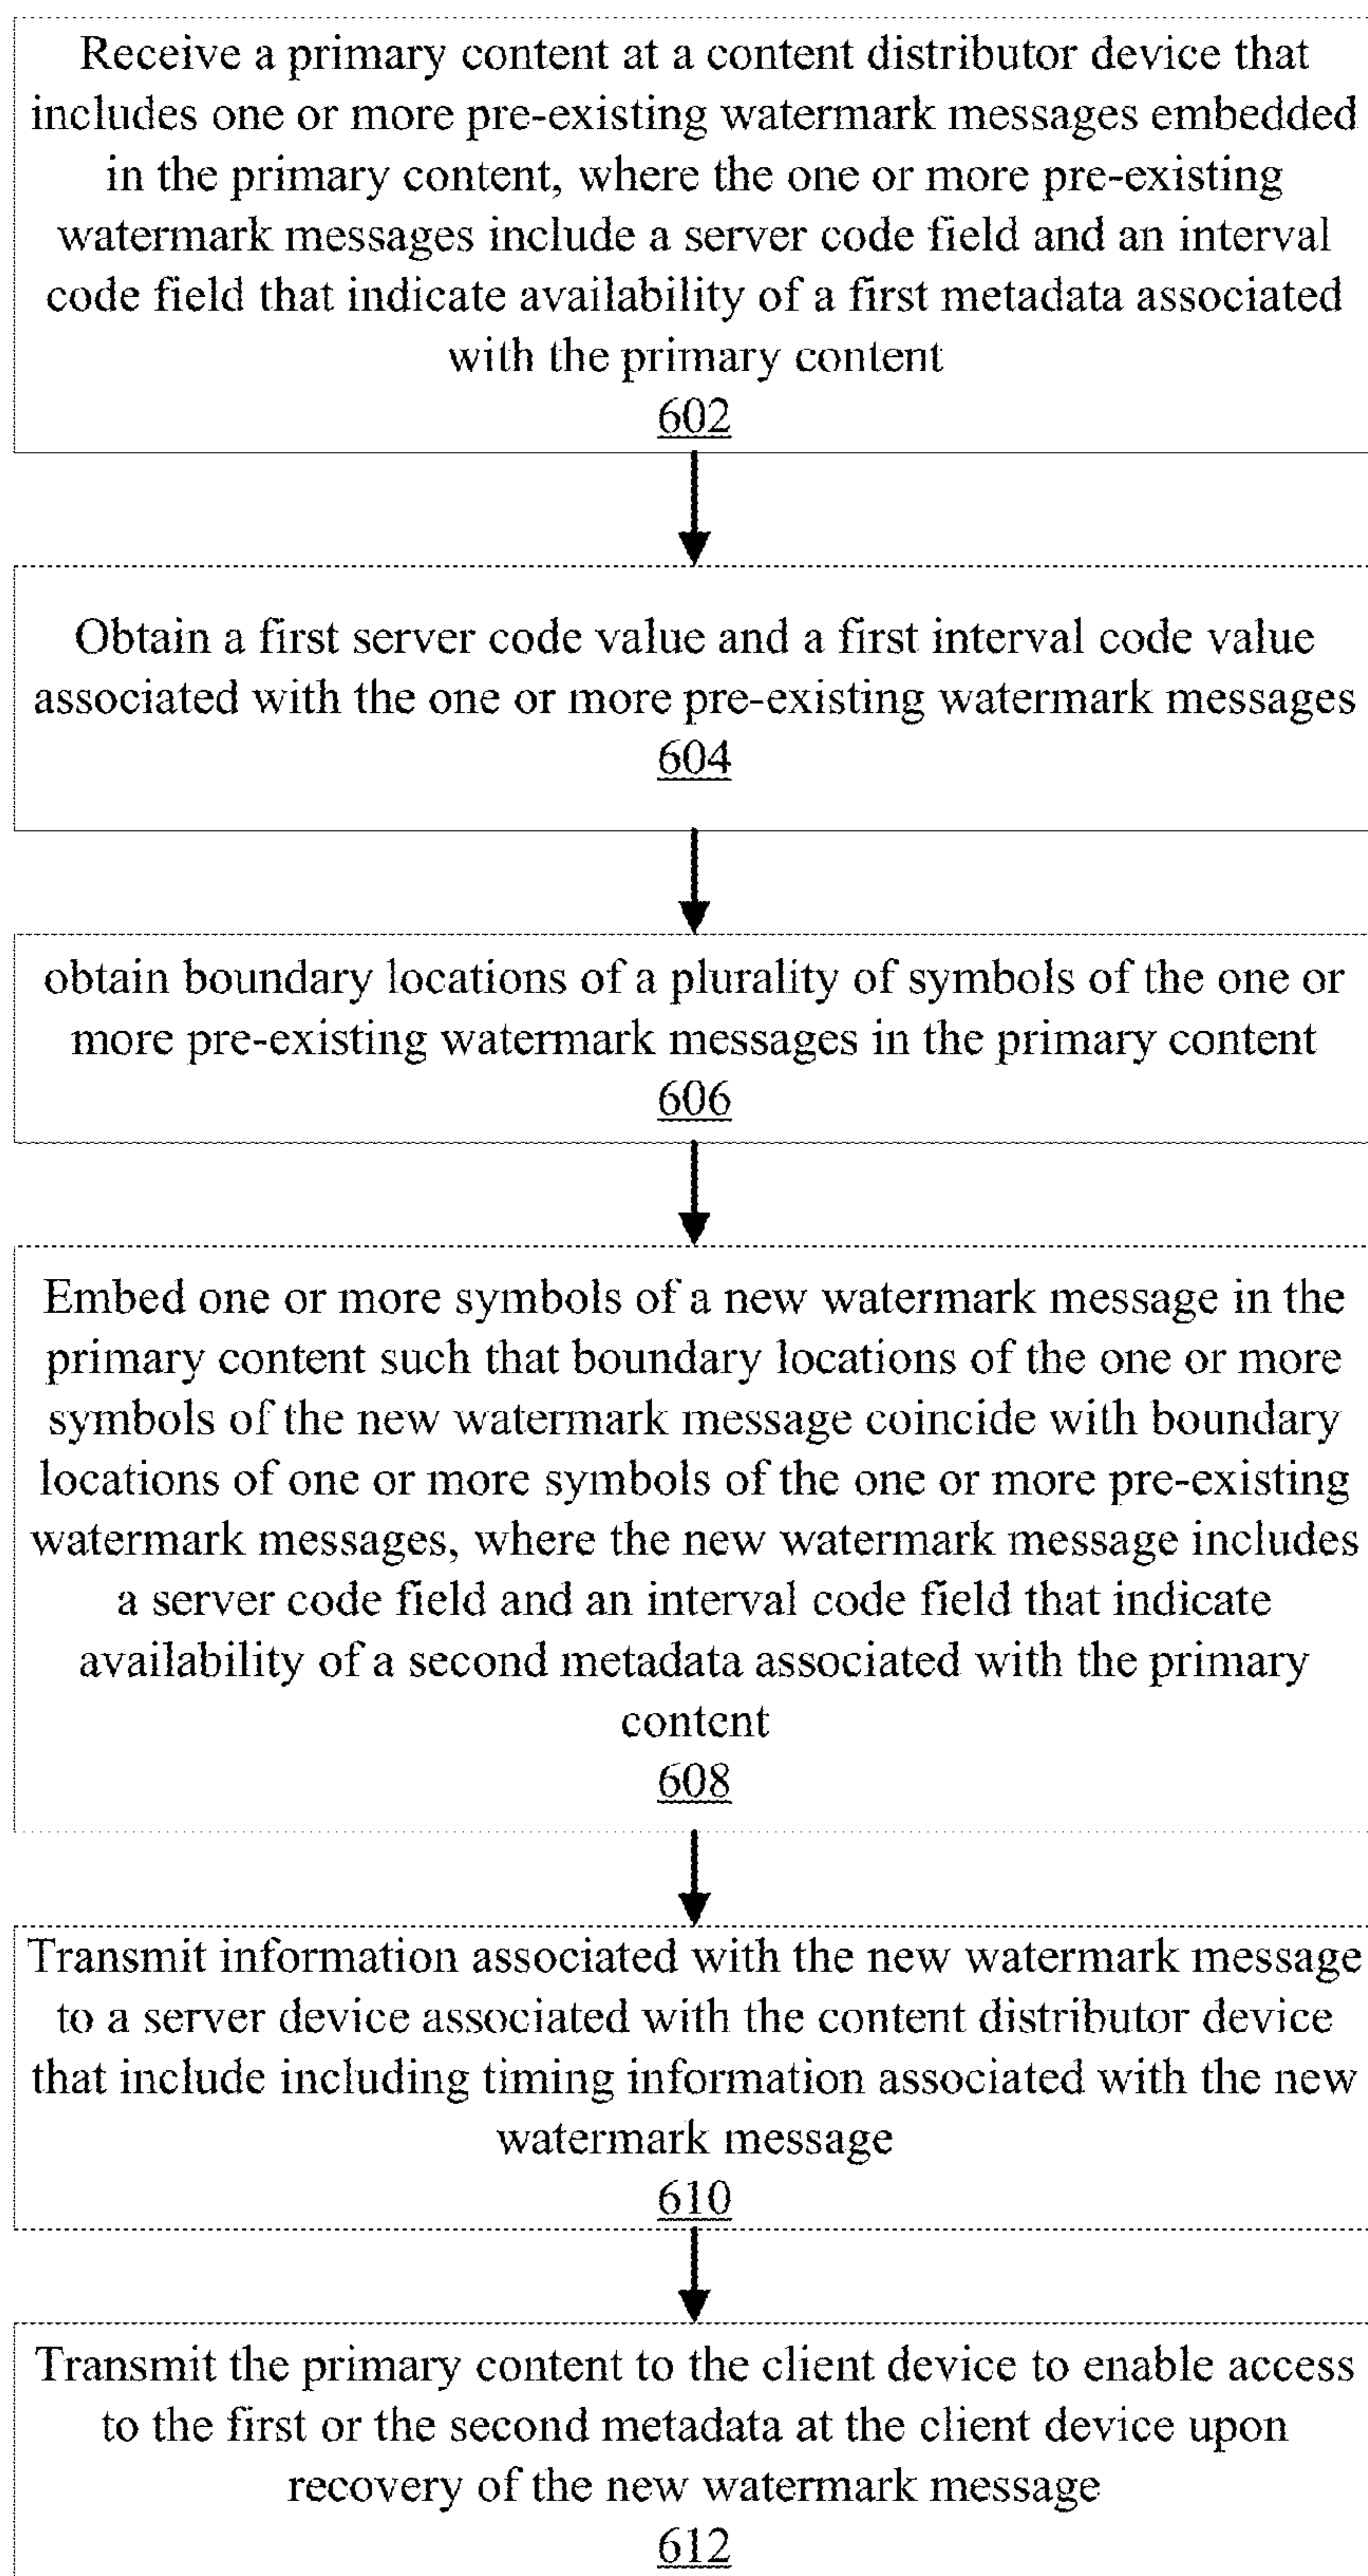 Receive a primary content at a content distributor device that
includes one or more pre-existing watermark messages embedded
in the primary content, where the one or more pre-existing
watermark messages include a server code field and an interval
code field that indicate availability of a first metadata associated
with the primary content
602
Obtain a first server code value and a first interval code value
associated with the one or more pre-existing watermark messages
604
obtain boundary locations of a plurality of symbols of the one or
more pre-existing watermark messages in the primary content
606
Embed one or more symbols of a new watermark message in the
primary content such that boundary locations of the one or more
symbols of the new watermark message coincide with boundary
locations of one or more symbols of the one or more pre-existing
watermark messages, where the new watermark message includes
a server code field and an interval code field that indicate
availability of a second metadata associated with the primary
content
608
Transmit information associated with the new watermark message
to a server device associated with the content distributor device
that include including timing information associated with the new
watermark message
610
Transmit the primary content to the client device to enable access
to the first or the second metadata at the client device upon
recovery of the new watermark message
612